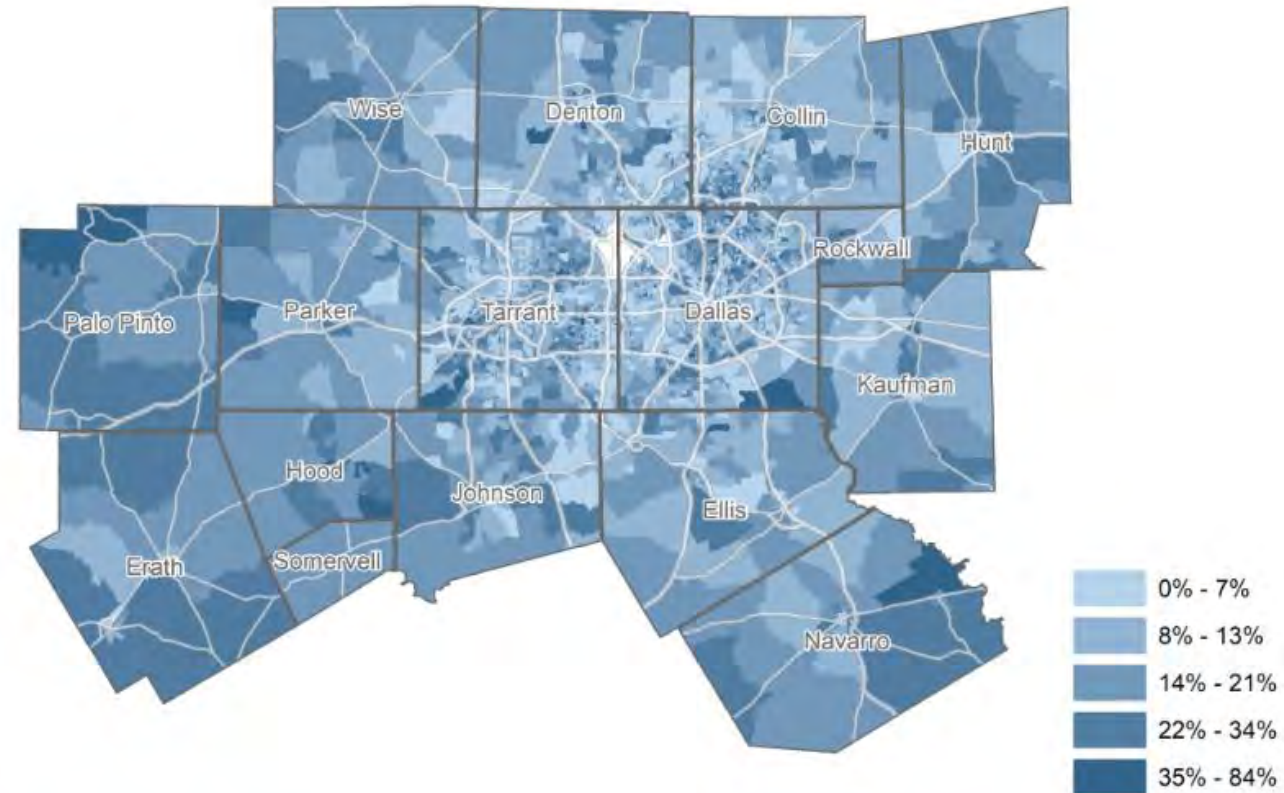 Wise
Denton
Collin
Hunt
Rockwall
Palo Pinto
Parker
Tarrant
Dallas
Kaufman
Hood
Johnson
Ellis
Erath
Somervell
Navarro
0% - 7%
8% - 13%
14% - 21%
22% - 34%
35% - 84%